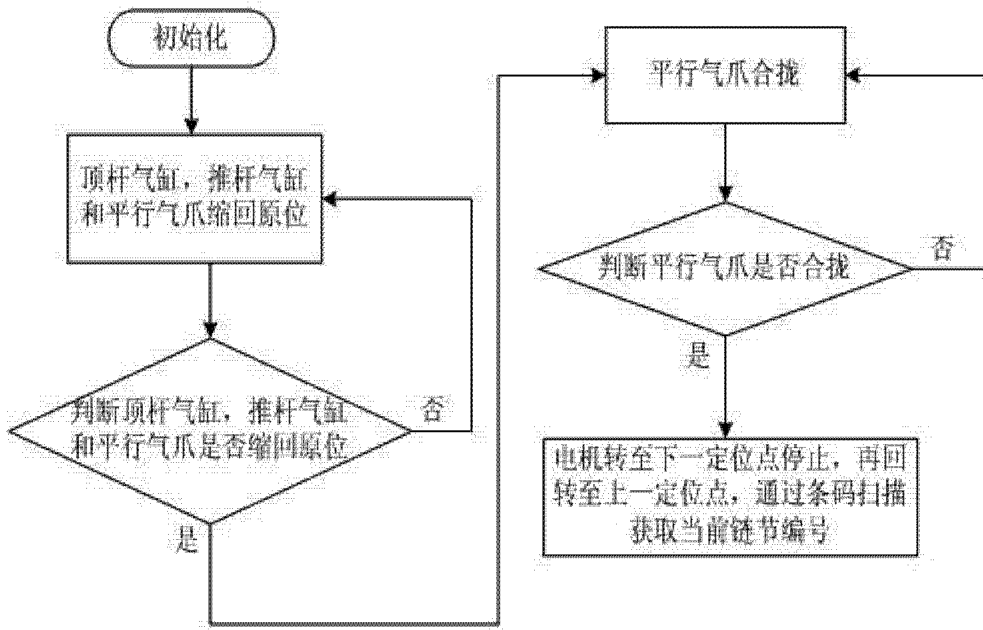 初始化
顶杆气缸，推杆气缸
和平行气爪缩回原位
判断顶杆气缸，推杆气缸
和平行气爪是否缩回原位
否
是
平行气爪合拢
判断平行气爪是否合拢
否
是
电机转至下一定位点停止，再回
转至上一定位点，通过条码扫描
获取当前链节编号